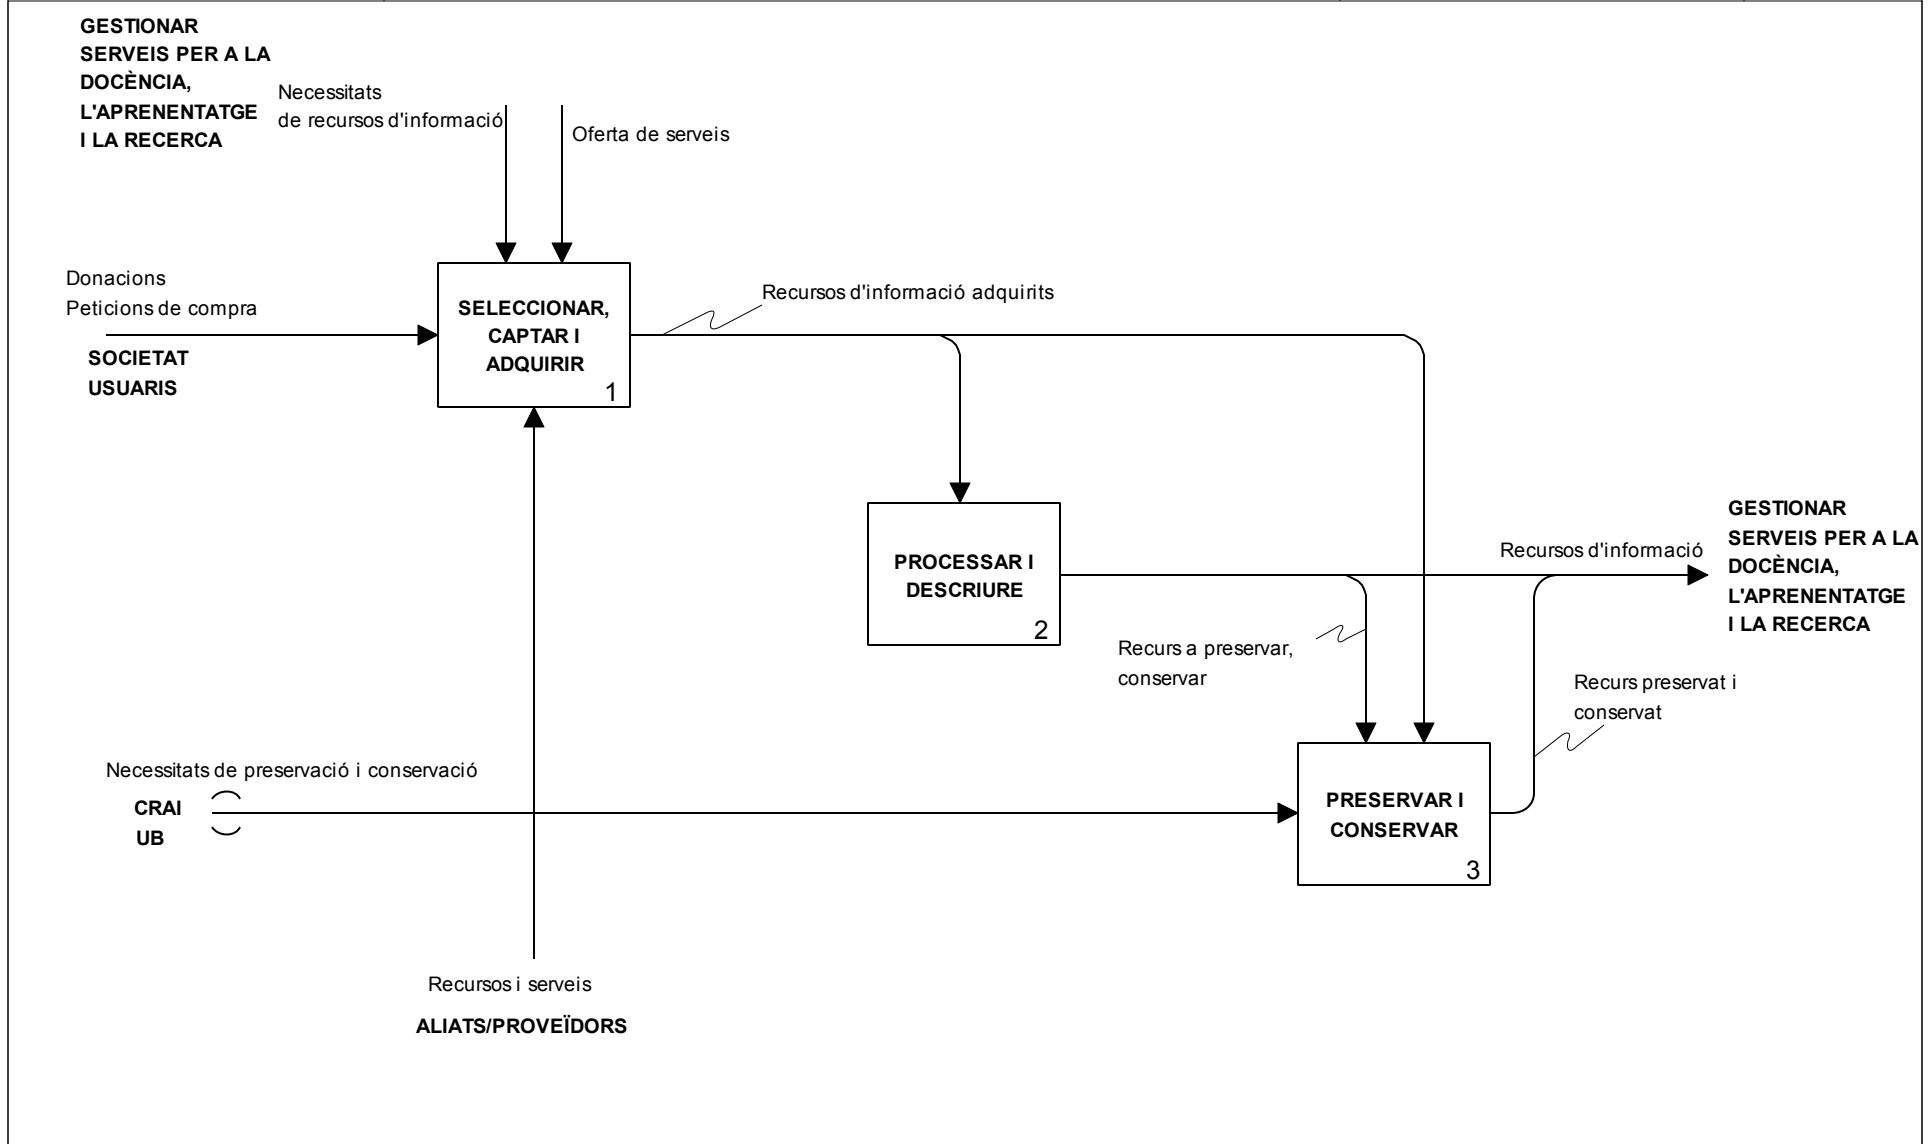 GESTIONAR
SERVEIS PER A LA
DOCÈNCIA,
L'APRENENTATGE
I LA RECERCA
Necessitats
de recursos d'informació
Oferta de serveis
Donacions
Peticions de compra
SOCIETAT
USUARIS
SELECCIONAR,
CAPTAR I
ADQUIRIR
1
Recursos d'informació adquirits
PROCESSAR I
DESCRIURE
2
Recursos d'informació
GESTIONAR
SERVEIS PER A LA
DOCÈNCIA,
L'APRENENTATGE
I LA RECERCA
Recurs a preservar,
conservar
Recurs preservat i
conservat
Necessitats de preservació i conservació
CRAI
UB
PRESERVAR I
CONSERVAR
3
Recursos i serveis
ALIATS/PROVEÏDORS